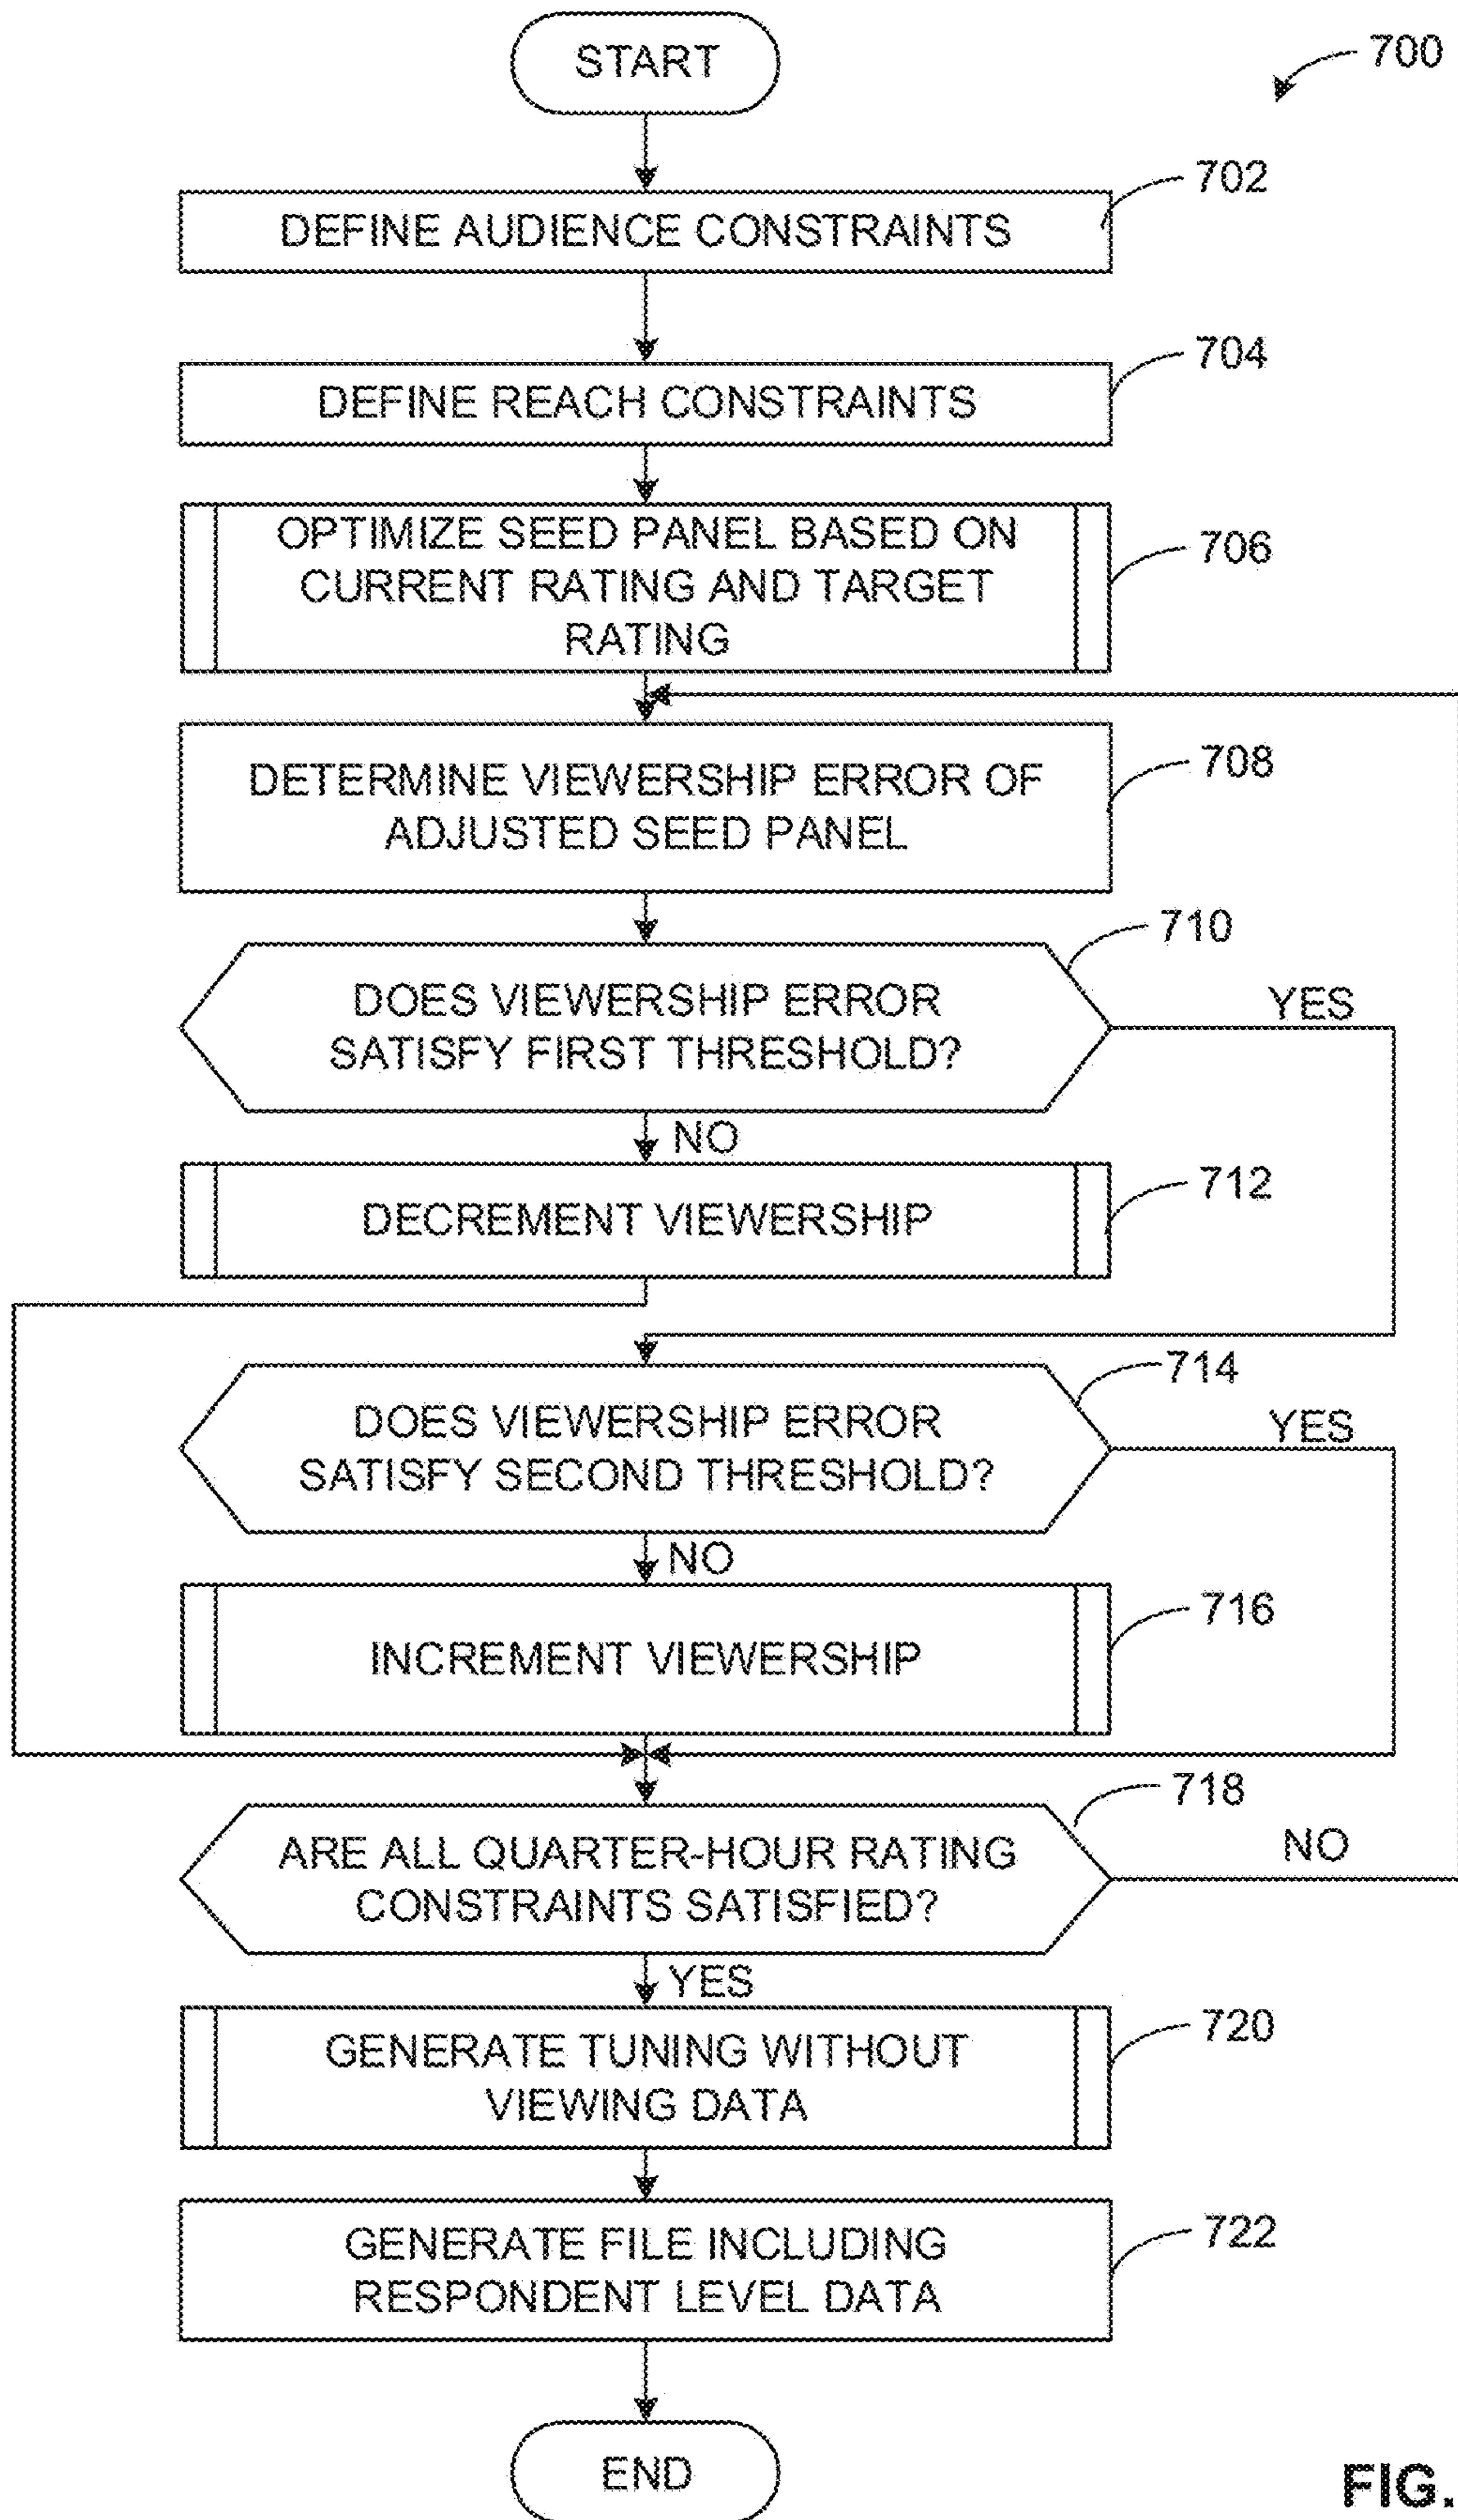 START
700
702
DEFINE AUDIENCE CONSTRAINTS
704
DEFINE REACH CONSTRAINTS
OPTIMIZE SEED PANEL BASED ON
CURRENT RATING AND TARGET
RATING
706
DETERMINE VIEWERSHIP ERROR OF
ADJUSTED SEED PANEL
708
710
DOES VIEWERSHIP ERROR
SATISFY FIRST THRESHOLD?
YES
NO
DECREMENT VIEWERSHIP
712
714
DOES VIEWERSHIP ERROR
SATISFY SECOND THRESHOLD?
YES
NO
INCREMENT VIEWERSHIP
716
718
ARE ALL QUARTER-HOUR RATING
CONSTRAINTS SATISFIED?
NO
YES
GENERATE TUNING WITHOUT
VIEWING DATA
720
GENERATE FILE INCLUDING
RESPONDENT LEVEL DATA
722
END
FIG.